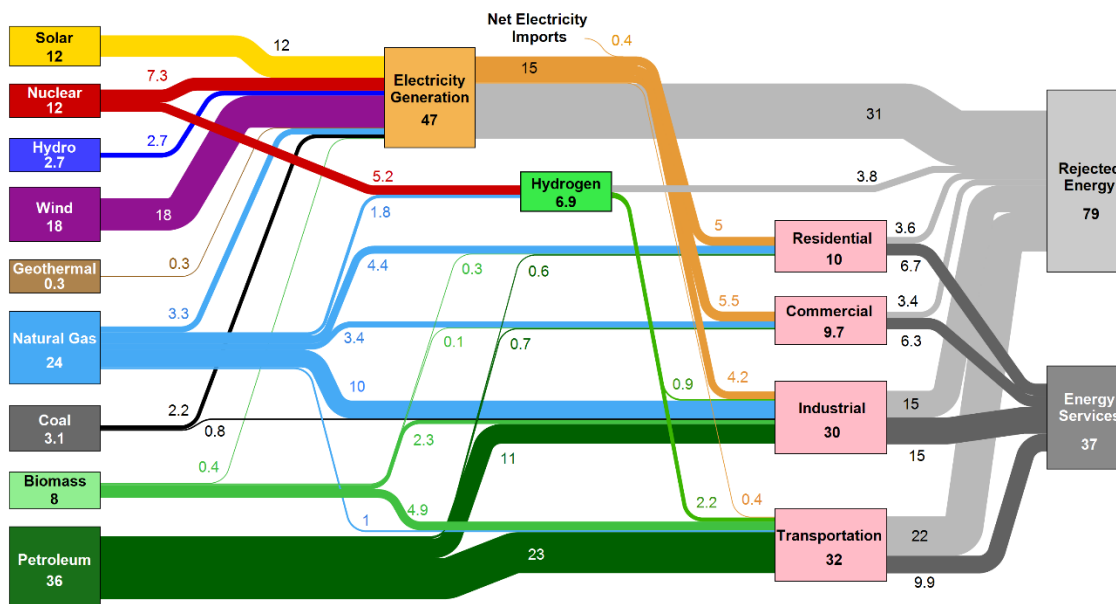 Net Electricity
Imports
0.4
Solar
12
12
Electricity
Generation
47
15
Nuclear
12
7.3
31
Rejected
Energy
79
Hydro
2.7
2.7
5.2
Hydrogen
6.9
3.8
Wind
18
18
1.8
Geothermal
0.3
0.3
4.4
0.3
0.6
5
Residential
10
3.6
6.7
Natural Gas
24
3.3
3.4
0.1
0.7
5.5
Commercial
9.7
3.4
6.3
10
0.9
4.2
Industrial
30
15
15
Energy
Services
37
Coal
3.1
2.2
0.8
2.3
11
Biomass
8
0.4
4.9
1
2.2
0.4
Petroleum
36
23
Transportation
32
22
9.9